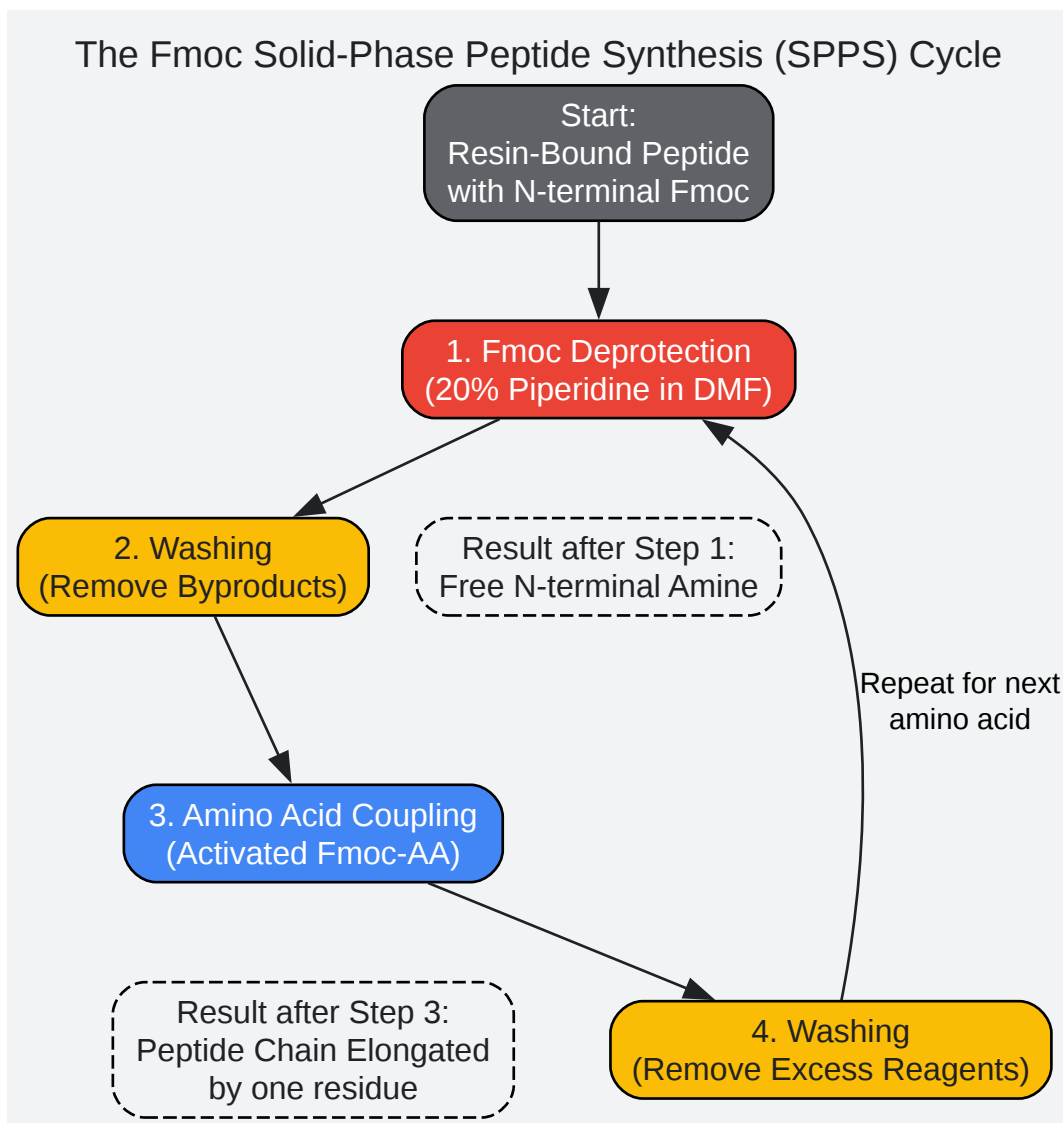 The Fmoc Solid-Phase Peptide Synthesis (SPPS) Cycle
Start:
Resin-Bound Peptide
with N-terminal Fmoc
1. Fmoc Deprotection
(20% Piperidine in DMF)
2. Washing
(Remove Byproducts)
Result after Step 1:
Free N-terminal Amine
Repeat for next
amino acid
3. Amino Acid Coupling
(Activated Fmoc-AA)
Result after Step 3:
Peptide Chain Elongated
by one residue
4. Washing
(Remove Excess Reagents)